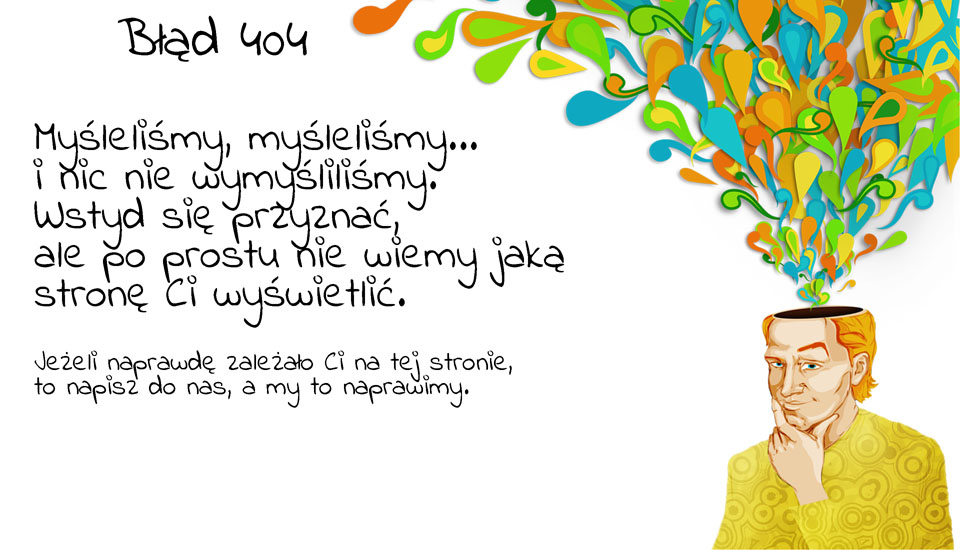 Błąd 404
Myśleliśmy, myśleliśmy...
i nic nie wymyśliliśmy.
Wstyd się przyznać,
ale po prostu nie wiemy jaką
stronę Ci wyświetlić.
Jeżeli naprawdę zależało Ci na tej stronie,
to napisz do nas, a my to naprawimy.